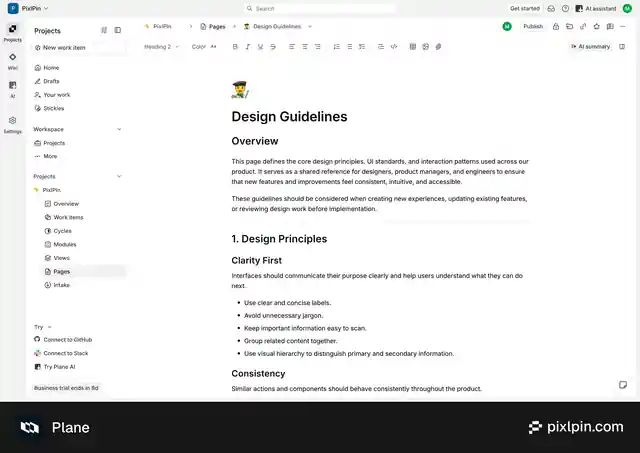 PixlPin
Search
Get started
AI assistant
M
Projects
Wiki
AI
Settings
Projects
New work item
Home
Drafts
Your work
Stickies
Workspace
Projects
More
Projects
PixlPin
Overview
Work items
Cycles
Modules
Views
Pages
Intake
Try
Connect to GitHub
Connect to Slack
Try Plane AI
Business trial ends in 8d
PixlPin > Pages > Design Guidelines
M
Publish
Heading 2
Color
AI summary
Design Guidelines
Overview
This page defines the core design principles, UI standards, and interaction patterns used across our
product. It serves as a shared reference for designers, product managers, and engineers to ensure
that new features and improvements feel consistent, intuitive, and accessible.
These guidelines should be considered when creating new experiences, updating existing features,
or reviewing design work before implementation.
1. Design Principles
Clarity First
Interfaces should communicate their purpose clearly and help users understand what they can do
next.
• Use clear and concise labels.
• Avoid unnecessary jargon.
• Keep important information easy to scan.
• Group related content together.
• Use visual hierarchy to distinguish primary and secondary information.
Consistency
Similar actions and components should behave consistently throughout the product.
Plane
pixlpin.com